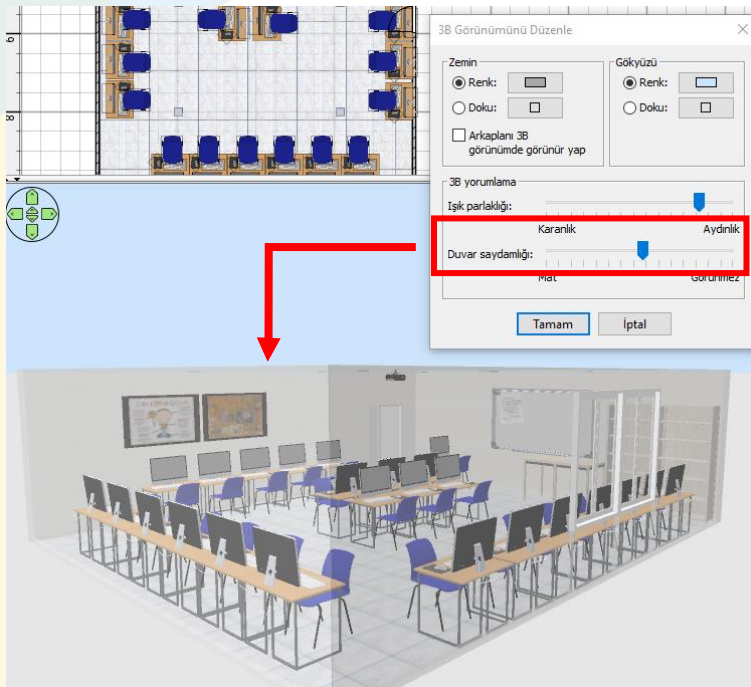 3B Görünümünü Düzenle
Zemin
Renk:
Doku:
Arkaplanı 3B
görünümde görünür yap
Gökyüzü
Renk:
Doku:
3B yorumlama
Işık parlaklığı:
Karanlık Aydınlık
Duvar saydamlığı:
Mat Görünmez
Tamam İptal